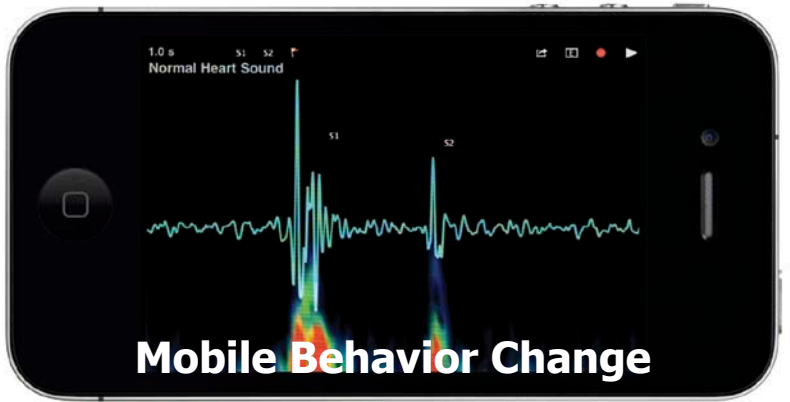 1.0 s S1 S2
Normal Heart Sound
S1
S2
Mobile Behavior Change